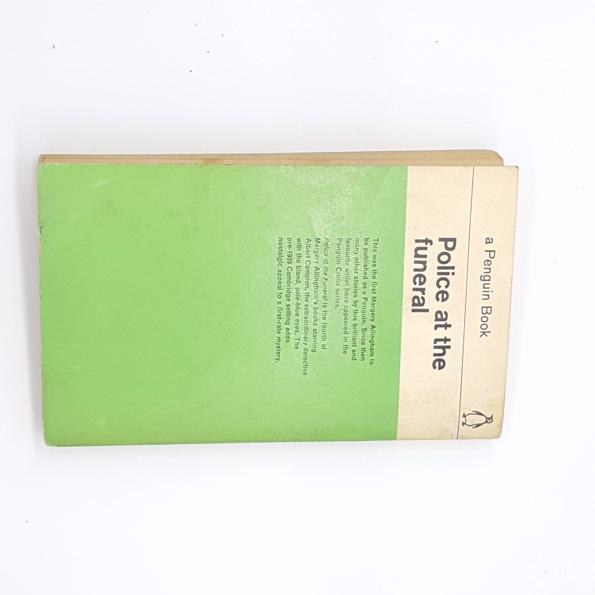 a Penguin Book
Police at the
funeral
This was the first Margery Allingham to
be published as a Penguin. Since then
many other stories by this brilliant and
favourite writer have appeared in the
Penguin Crime series.
Police at the Funeral is the fourth of
Margery Allingham's books starring
Albert Campion, the extraordinary detective
with the bland, pale-blue eyes. The
pre-1939 Cambridge setting adds
nostalgic appeal to a first-rate mystery.